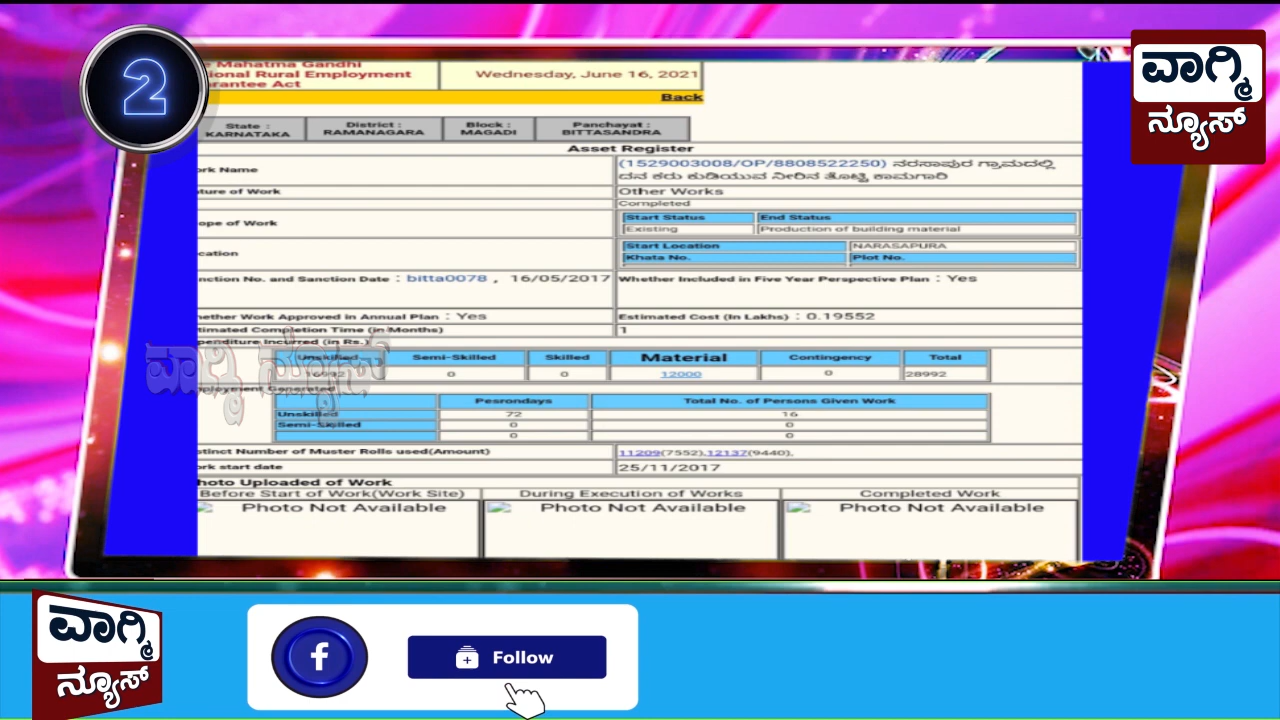 2
Mahatma Gandhi
ional Rural Employment
rantee Act
Wednesday, June 16, 2021
Back
State : KARNATAKA
District : RAMANAGARA
Block : MAGADI
Panchayat : BITTASANDRA
Asset Register
ork Name
(1529003008/OP/8808522250) ನರಸಾಪುರ ಗ್ರಾಮದಲ್ಲಿ
ದನ ಕರು ಕುಡಿಯುವ ನೀರಿನ ತೊಟ್ಟಿ ಕಾಮಗಾರಿ
ture of Work
Other Works
Completed
ope of Work
Start Status End Status
Existing Production of building material
cation
Start Location NARASAPURA
Khata No. Plot No.
nction No. and Sanction Date : bitta0078 , 16/05/2017
Whether Included in Five Year Perspective Plan : Yes
hether Work Approved in Annual Plan : Yes
Estimated Cost (In Lakhs) : 0.19552
timated Completion Time (in Months)
1
penditure Incurred (in Rs.)
Unskilled Semi-Skilled Skilled Material Contingency Total
16992 0 0 12000 0 28992
ployment Generated
Pesrondays Total No. of Persons Given Work
Unskilled 72 16
Semi-Skilled 0 0
0 0
stinct Number of Muster Rolls used(Amount)
11209(7552),12137(9440),
ork start date
25/11/2017
hoto Uploaded of Work
Before Start of Work(Work Site) During Execution of Works Completed Work
Photo Not Available Photo Not Available Photo Not Available
ವಾಗ್ಮಿ ನ್ಯೂಸ್
ವಾಗ್ಮಿ
ನ್ಯೂಸ್
ವಾಗ್ಮಿ
ನ್ಯೂಸ್
f
Follow